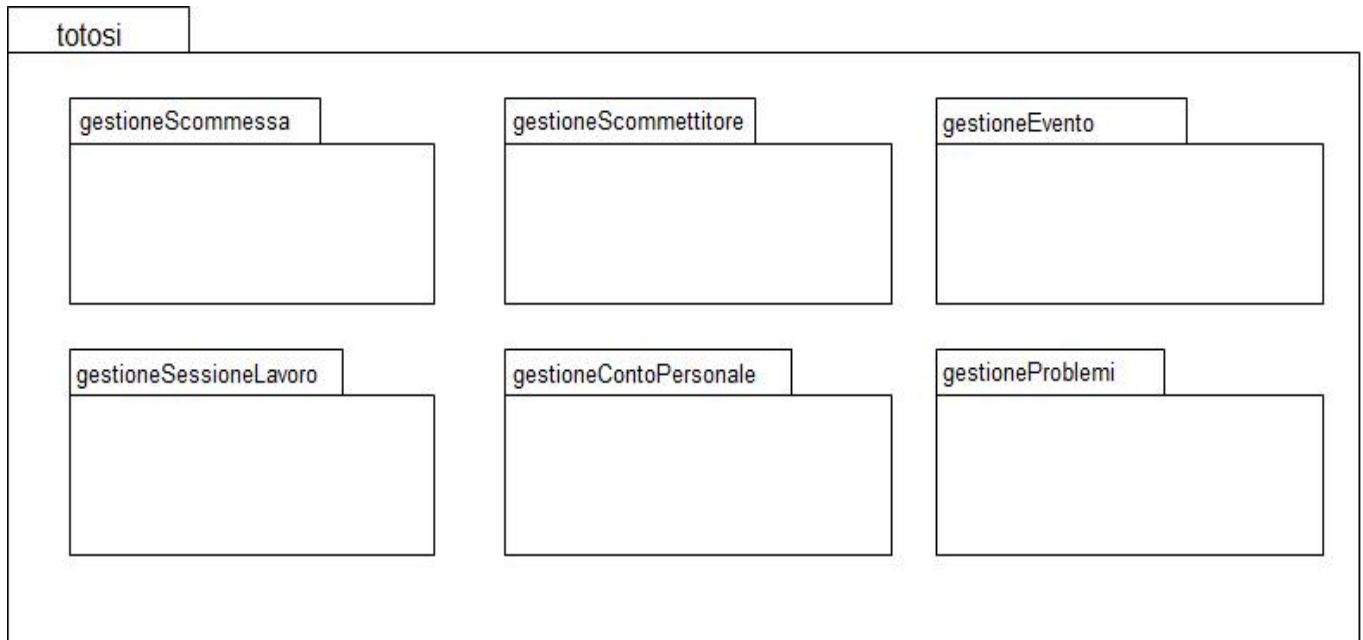 totosi
gestioneScommessa
gestioneScommettitore
gestioneEvento
gestioneSessioneLavoro
gestioneContoPersonale
gestioneProblemi